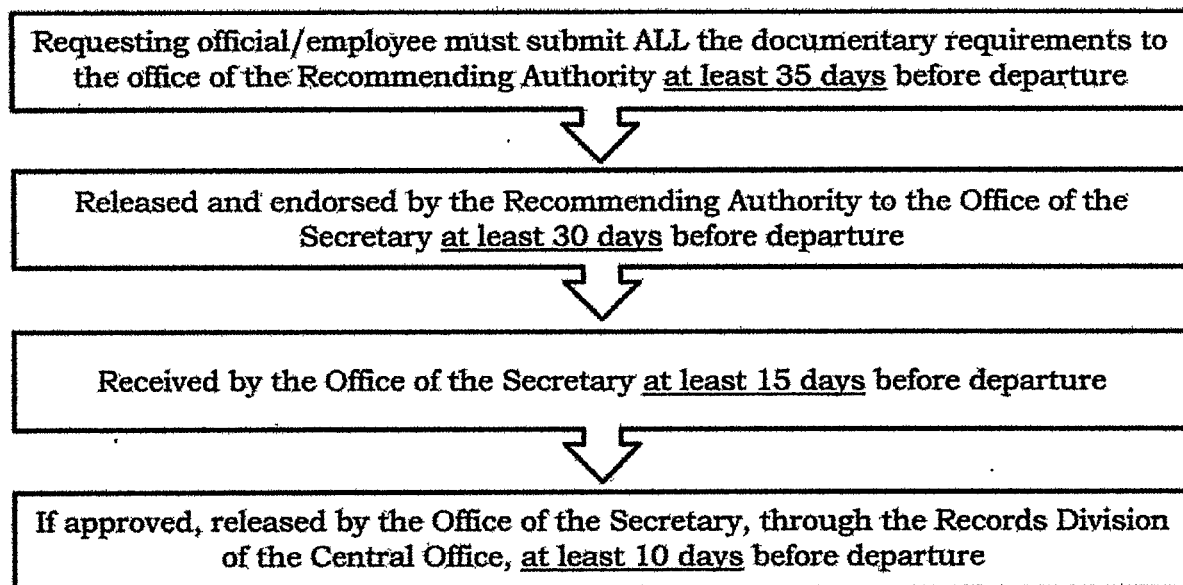 Requesting official/employee must submit ALL the documentary requirements to
the office of the Recommending Authority at least 35 days before departure
Released and endorsed by the Recommending Authority to the Office of the
Secretary at least 30 days before departure
Received by the Office of the Secretary at least 15 days before departure
If approved, released by the Office of the Secretary, through the Records Division
of the Central Office, at least 10 days before departure